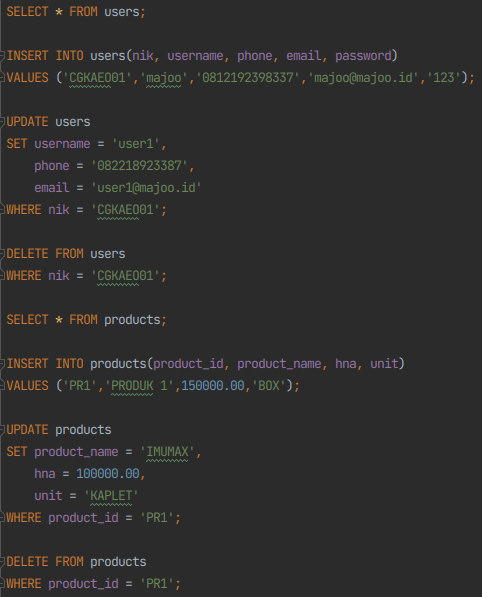 SELECT * FROM users;
INSERT INTO users(nik, username, phone, email, password)
VALUES ('CGKAEO01','majoo','0812192398337','majoo@majoo.id','123');
UPDATE users
SET username = 'user1',
phone = '082218923387',
email = 'user1@majoo.id'
WHERE nik = 'CGKAEO01';
DELETE FROM users
WHERE nik = 'CGKAEO01';
SELECT * FROM products;
INSERT INTO products(product_id, product_name, hna, unit)
VALUES ('PR1','PRODUK 1',150000.00,'BOX');
UPDATE products
SET product_name = 'IMUMAX',
hna = 100000.00,
unit = 'KAPLET'
WHERE product_id = 'PR1';
DELETE FROM products
WHERE product_id = 'PR1';